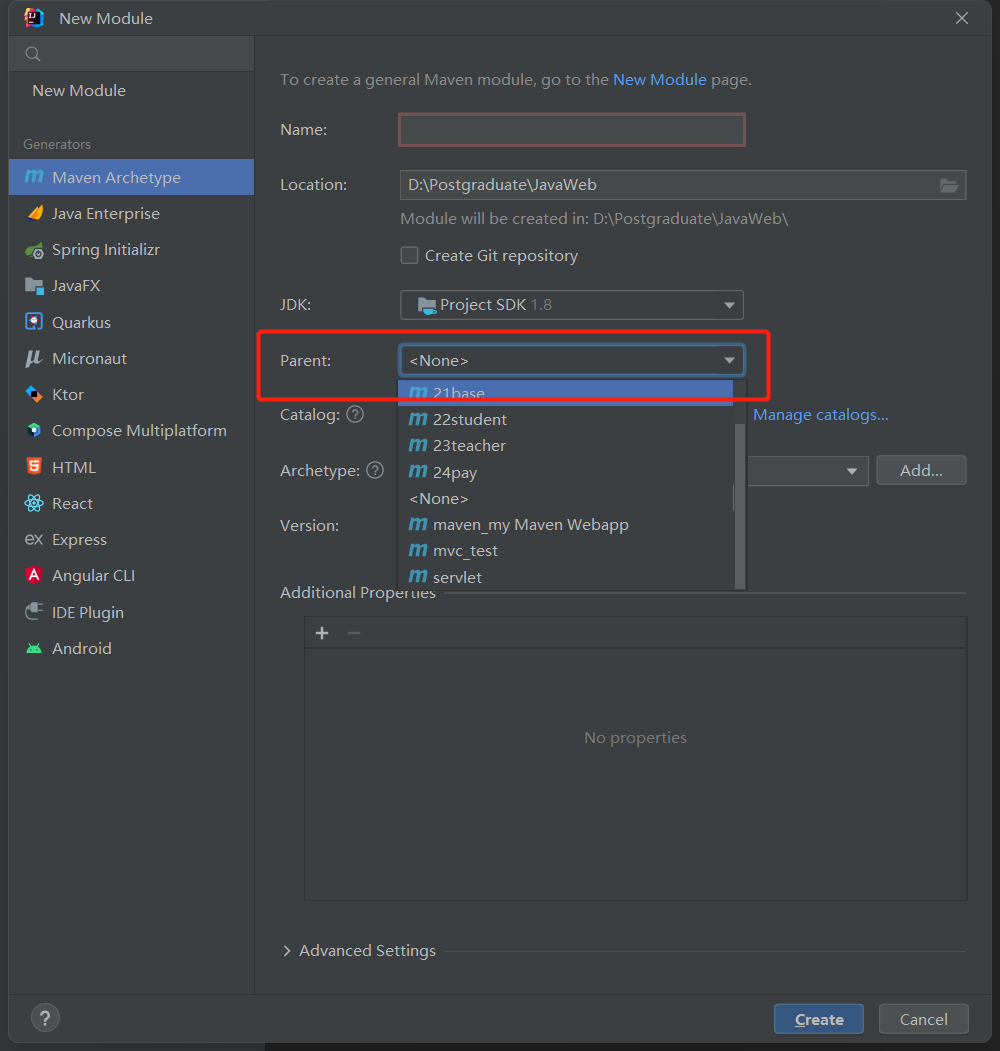 New Module
New Module
Generators
Maven Archetype
Java Enterprise
Spring Initializr
JavaFX
Quarkus
Micronaut
Ktor
Compose Multiplatform
HTML
React
Express
Angular CLI
IDE Plugin
Android
To create a general Maven module, go to the New Module page.
Name:
Location: D:\Postgraduate\JavaWeb
Module will be created in: D:\Postgraduate\JavaWeb\
Create Git repository
JDK: Project SDK 1.8
Parent: <None>
21base
Catalog: ? Manage catalogs...
22student
23teacher
Archetype: ? Add...
24pay
<None>
Version:
maven_my Maven Webapp
mvc_test
servlet
Additional Properties
No properties
Advanced Settings
? Create Cancel